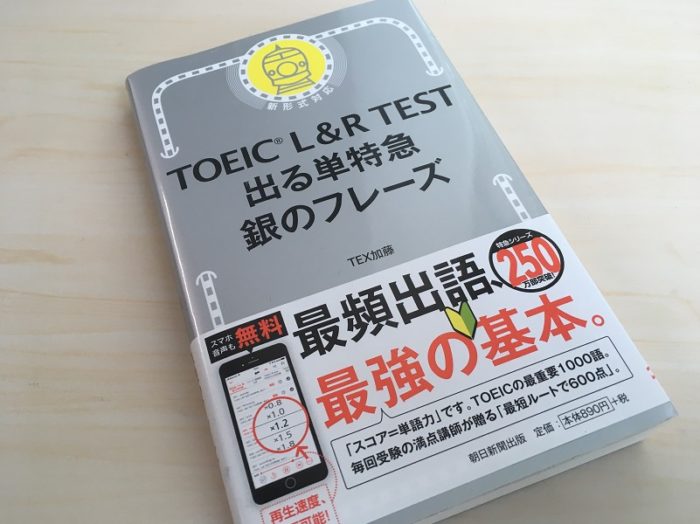 新形式対応
TOEIC® L&R TEST
出る単特急
銀のフレーズ
TEX加藤
特急シリーズ
250
万部突破!
スマホ
音声も
無料
最頻出語、
最強の基本。
×0.8
×1.0
×1.2
×1.5
×1.8
「スコア=単語力」です。TOEICの最重要1000語。
毎回受験の満点講師が贈る「最短ルートで600点」。
朝日新聞出版 定価:本体890円+税
再生速度、
可能!